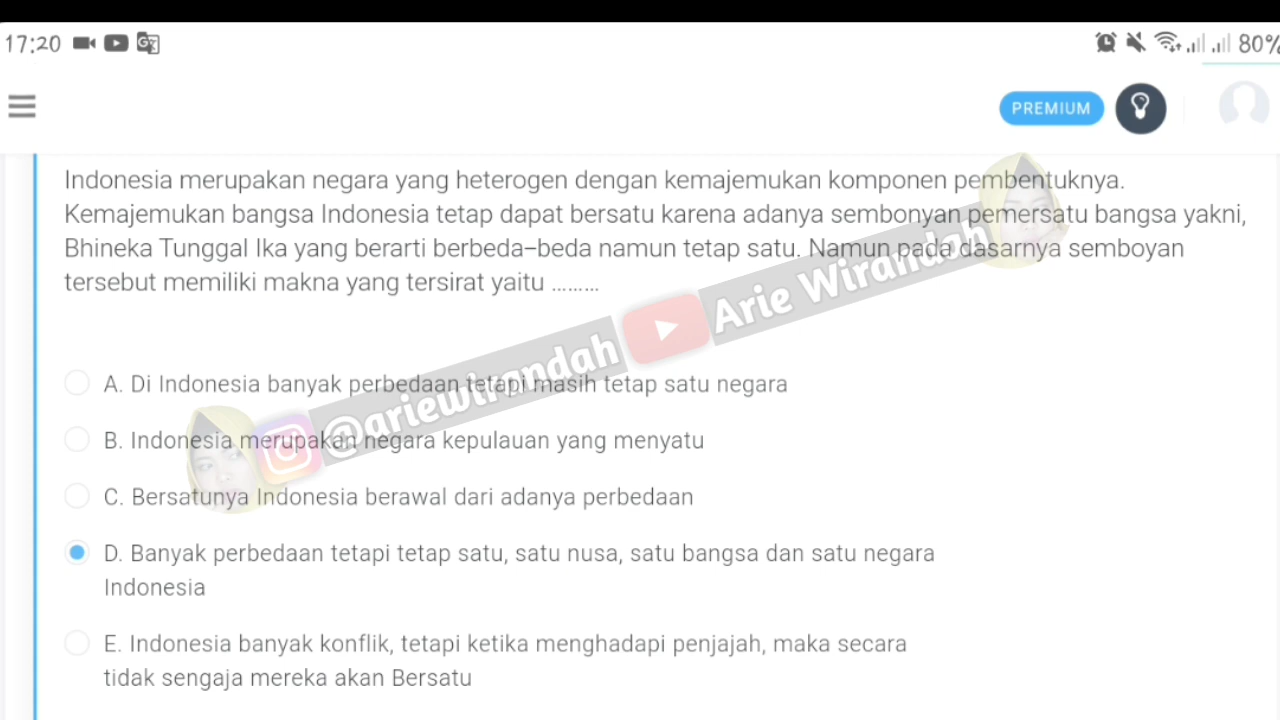 17:20
80%
PREMIUM
Indonesia merupakan negara yang heterogen dengan kemajemukan komponen pembentuknya.
Kemajemukan bangsa Indonesia tetap dapat bersatu karena adanya sembonyan pemersatu bangsa yakni,
Bhineka Tunggal Ika yang berarti berbeda–beda namun tetap satu. Namun pada dasarnya semboyan
tersebut memiliki makna yang tersirat yaitu .........
Arie Wirandah
@ariewirandah
A. Di Indonesia banyak perbedaan tetapi masih tetap satu negara
B. Indonesia merupakan negara kepulauan yang menyatu
C. Bersatunya Indonesia berawal dari adanya perbedaan
D. Banyak perbedaan tetapi tetap satu, satu nusa, satu bangsa dan satu negara
Indonesia
E. Indonesia banyak konflik, tetapi ketika menghadapi penjajah, maka secara
tidak sengaja mereka akan Bersatu